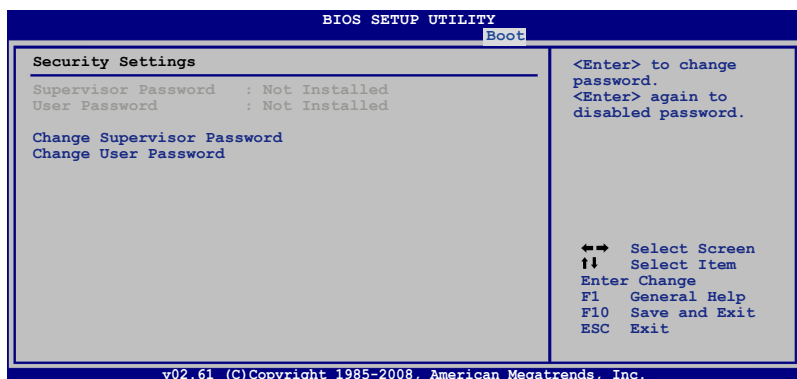 BIOS SETUP UTILITY
Boot
Security Settings
Supervisor Password : Not Installed
User Password : Not Installed
Change Supervisor Password
Change User Password
<Enter> to change
password.
<Enter> again to
disabled password.
←→ Select Screen
↑↓ Select Item
Enter Change
F1 General Help
F10 Save and Exit
ESC Exit
v02.61 (C)Copyright 1985-2008, American Megatrends, Inc.